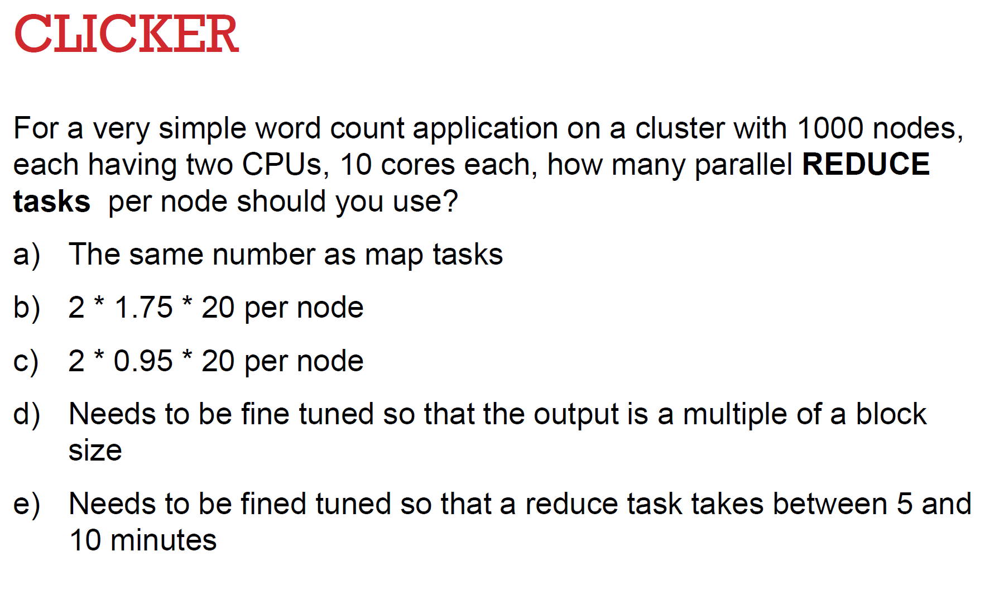 CLICKER
For a very simple word count application on a cluster with 1000 nodes,
each having two CPUs, 10 cores each, how many parallel REDUCE
tasks per node should you use?
a) The same number as map tasks
b) 2 * 1.75 * 20 per node
c) 2 * 0.95 * 20 per node
d) Needs to be fine tuned so that the output is a multiple of a block
size
e) Needs to be fined tuned so that a reduce task takes between 5 and
10 minutes